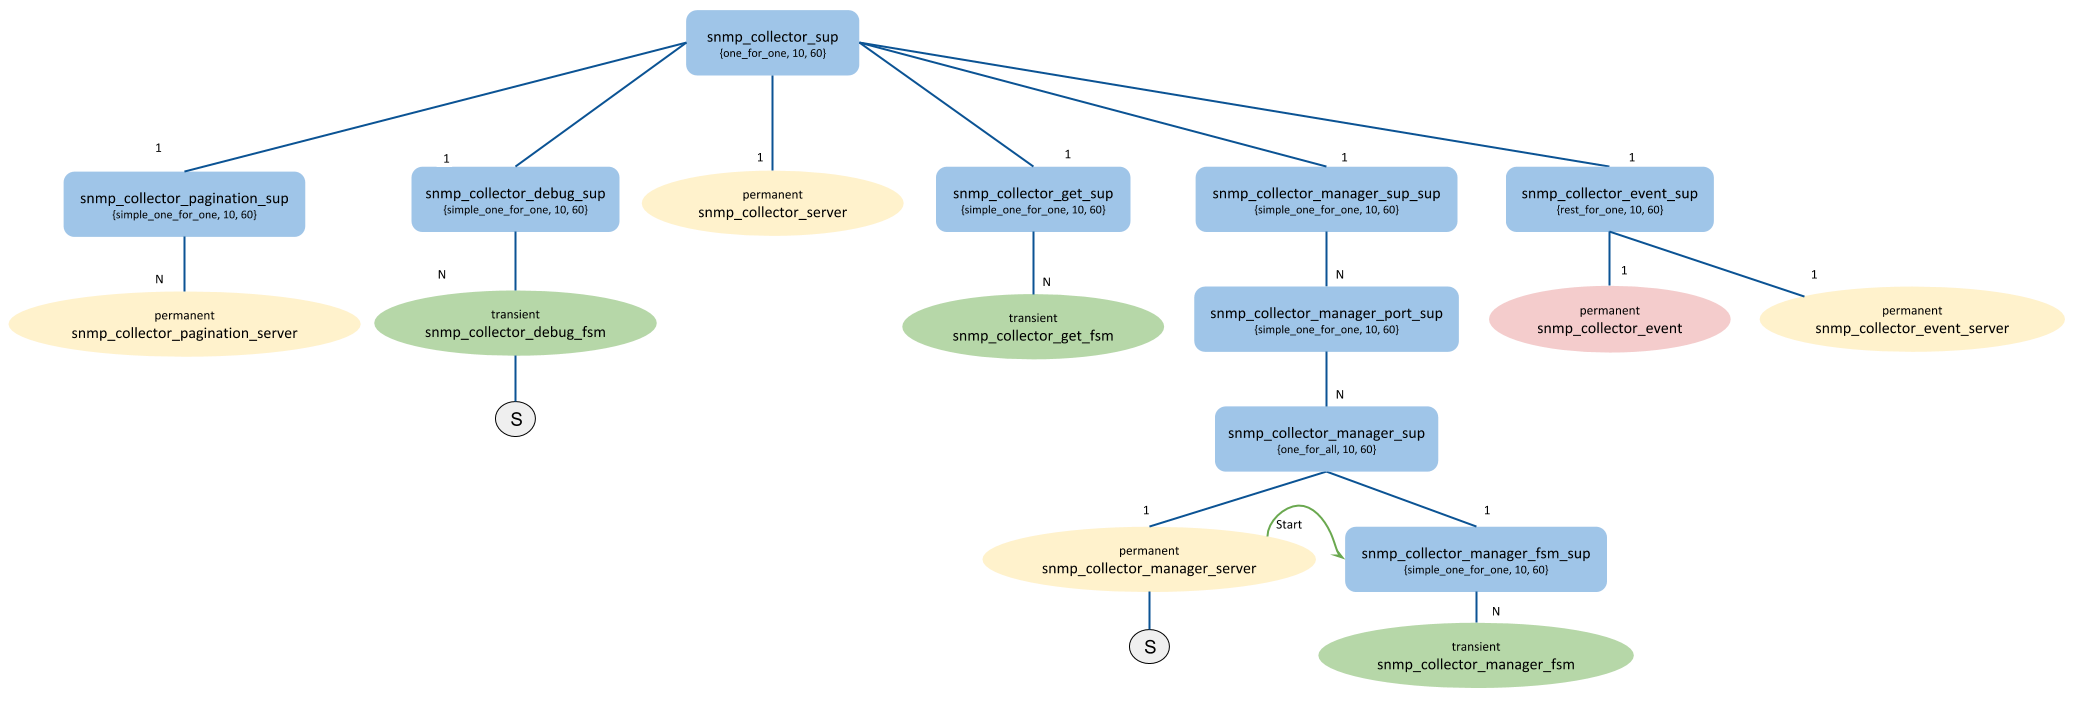 snmp_collector_sup
{one_for_one, 10, 60}
1
1
1
1
1
1
snmp_collector_pagination_sup
{simple_one_for_one, 10, 60}
snmp_collector_debug_sup
{simple_one_for_one, 10, 60}
permanent
snmp_collector_server
snmp_collector_get_sup
{simple_one_for_one, 10, 60}
snmp_collector_manager_sup_sup
{simple_one_for_one, 10, 60}
snmp_collector_event_sup
{rest_for_one, 10, 60}
N
N
N
N
1
1
permanent
snmp_collector_pagination_server
transient
snmp_collector_debug_fsm
transient
snmp_collector_get_fsm
snmp_collector_manager_port_sup
{simple_one_for_one, 10, 60}
permanent
snmp_collector_event
permanent
snmp_collector_event_server
S
N
snmp_collector_manager_sup
{one_for_all, 10, 60}
1
1
Start
permanent
snmp_collector_manager_server
snmp_collector_manager_fsm_sup
{simple_one_for_one, 10, 60}
S
N
transient
snmp_collector_manager_fsm